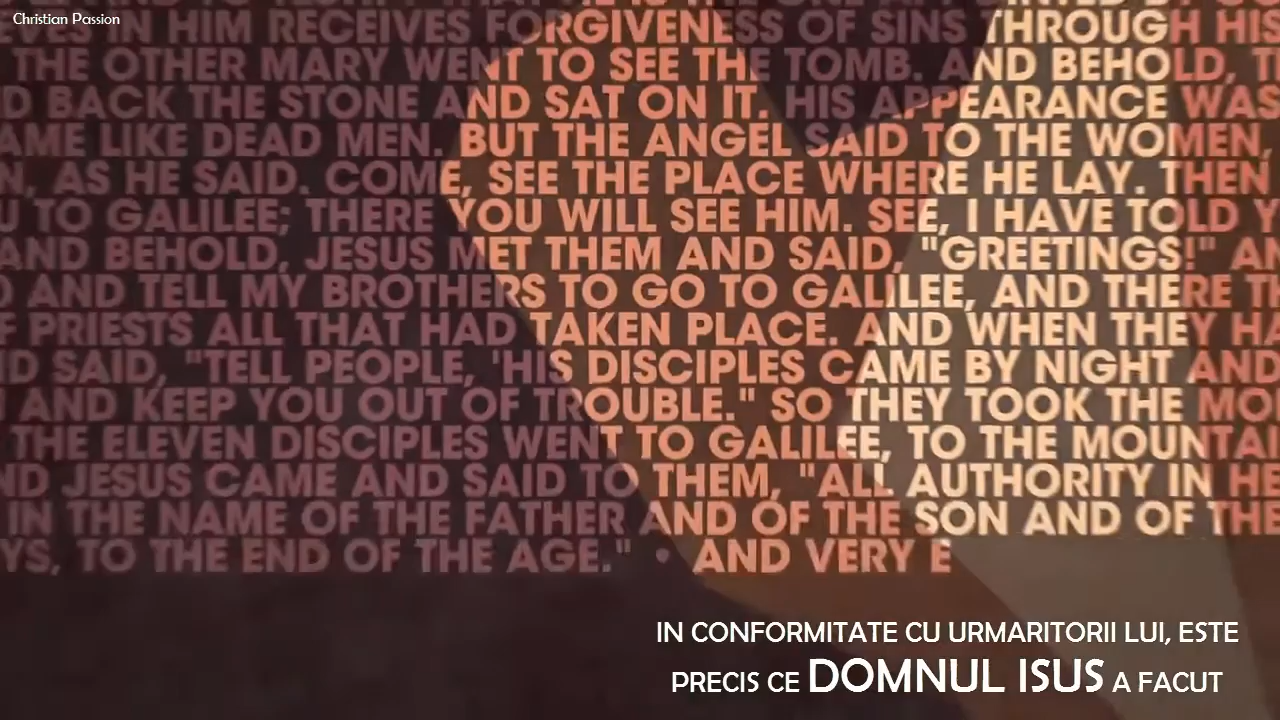 Christian Passion
IN HIM RECEIVES FORGIVENESS OF SINS THROUGH HIS
THE OTHER MARY WENT TO SEE THE TOMB. AND BEHOLD,
BACK THE STONE AND SAT ON IT. HIS APPEARANCE WAS
LIKE DEAD MEN. BUT THE ANGEL SAID TO THE WOMEN,
AS HE SAID. COME, SEE THE PLACE WHERE HE LAY. THEN
TO GALILEE; THERE YOU WILL SEE HIM. SEE, I HAVE TOLD
AND BEHOLD, JESUS MET THEM AND SAID, "GREETINGS!"
AND TELL MY BROTHERS TO GO TO GALILEE, AND THERE
PRIESTS ALL THAT HAD TAKEN PLACE. AND WHEN THEY
SAID, "TELL PEOPLE, 'HIS DISCIPLES CAME BY NIGHT AND
AND KEEP YOU OUT OF TROUBLE." SO THEY TOOK THE
THE ELEVEN DISCIPLES WENT TO GALILEE, TO THE
JESUS CAME AND SAID TO THEM, "ALL AUTHORITY IN
IN THE NAME OF THE FATHER AND OF THE SON AND OF THE
TO THE END OF THE AGE." • AND VERY E
IN CONFORMITATE CU URMARITORII LUI, ESTE
PRECIS CE DOMNUL ISUS A FACUT